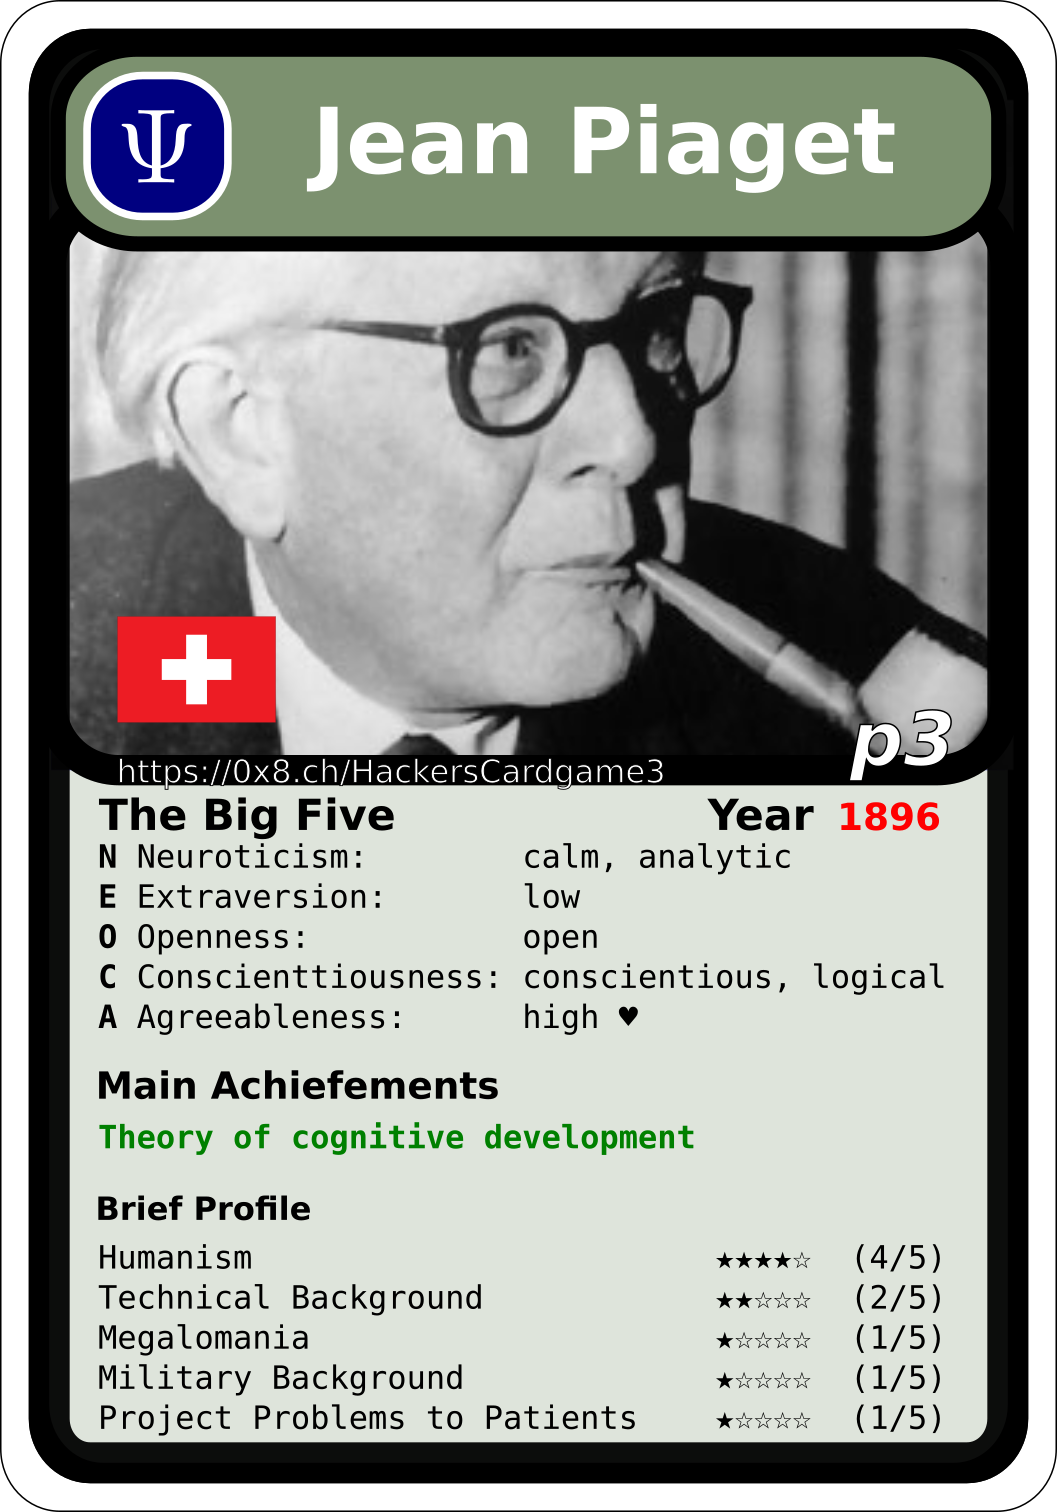 Ψ Jean Piaget
p3
https://0x8.ch/HackersCardgame3
The Big Five Year 1896
N Neuroticism: calm, analytic
E Extraversion: low
O Openness: open
C Conscienttiousness: conscientious, logical
A Agreeableness: high ♥
Main Achiefements
Theory of cognitive development
Brief Profile
Humanism ★★★★☆ (4/5)
Technical Background ★★☆☆☆ (2/5)
Megalomania ★☆☆☆☆ (1/5)
Military Background ★☆☆☆☆ (1/5)
Project Problems to Patients ★☆☆☆☆ (1/5)